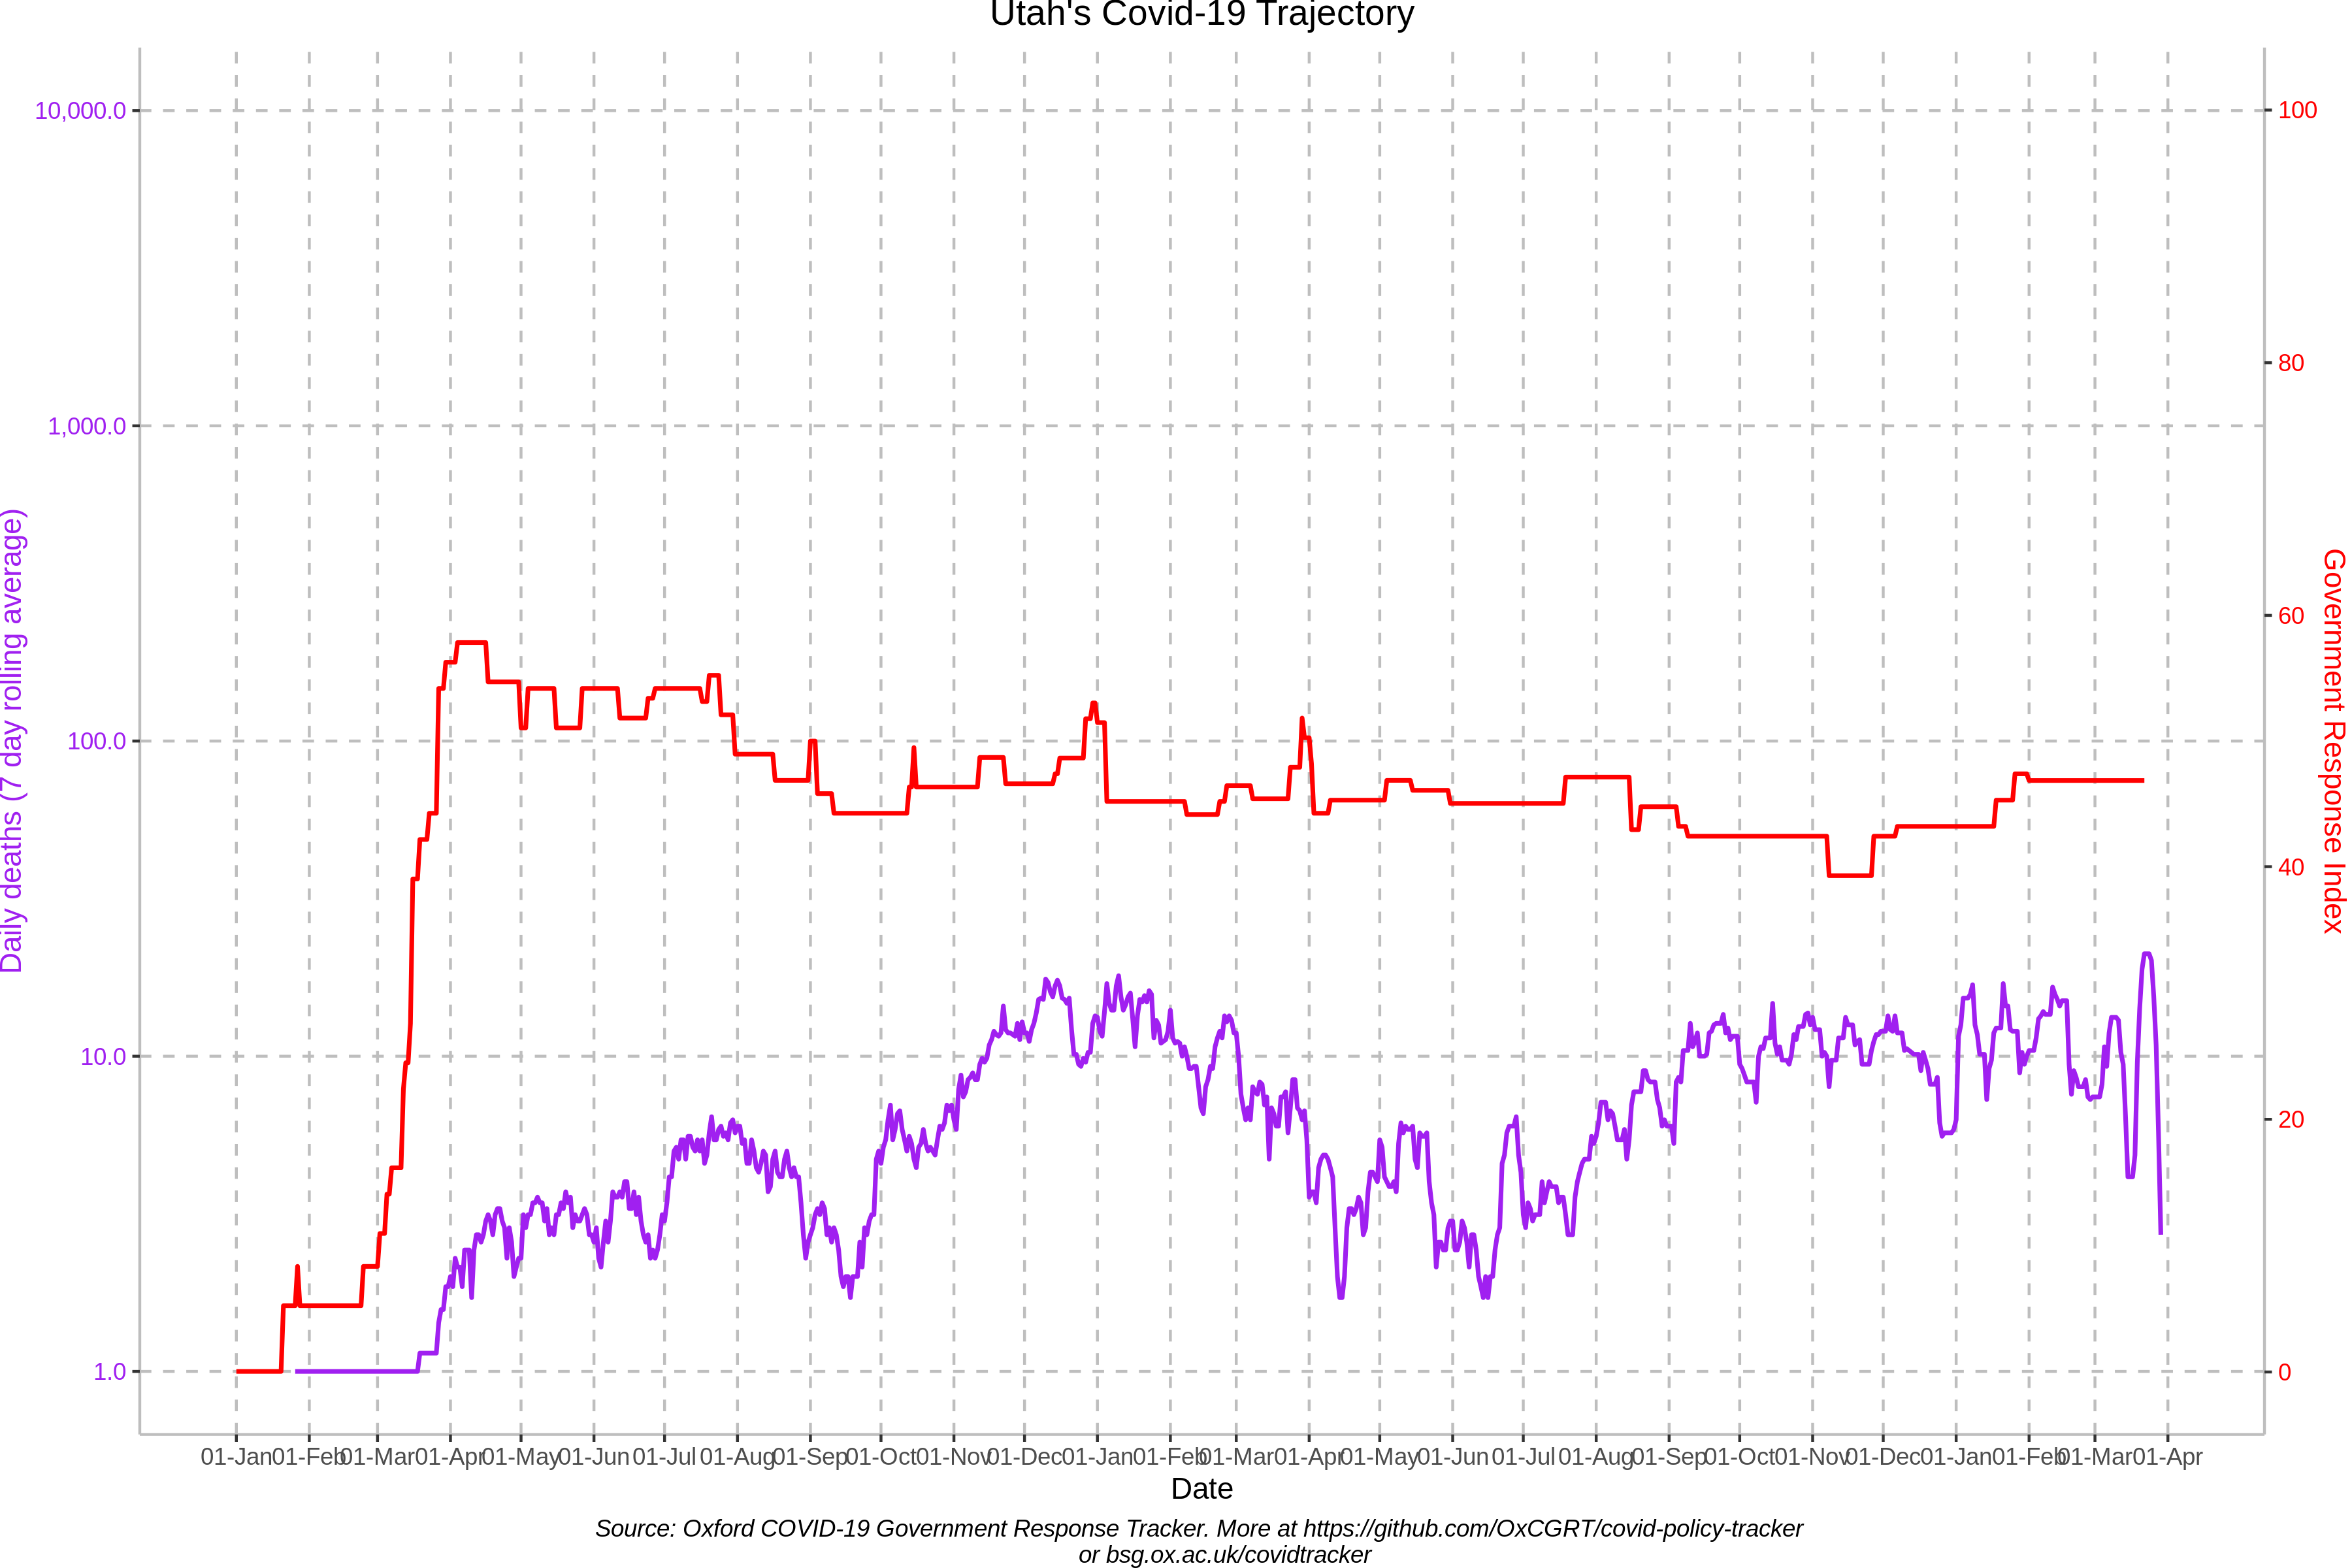 Utah's Covid-19 Trajectory
10,000.0
1,000.0
100.0
10.0
1.0
Daily deaths (7 day rolling average)
100
80
60
40
20
0
Government Response Index
01-Jan 01-Feb 01-Mar 01-Apr 01-May 01-Jun 01-Jul 01-Aug 01-Sep 01-Oct 01-Nov 01-Dec 01-Jan 01-Feb 01-Mar 01-Apr 01-May 01-Jun 01-Jul 01-Aug 01-Sep 01-Oct 01-Nov 01-Dec 01-Jan 01-Feb 01-Mar 01-Apr
Date
Source: Oxford COVID-19 Government Response Tracker. More at https://github.com/OxCGRT/covid-policy-tracker
or bsg.ox.ac.uk/covidtracker